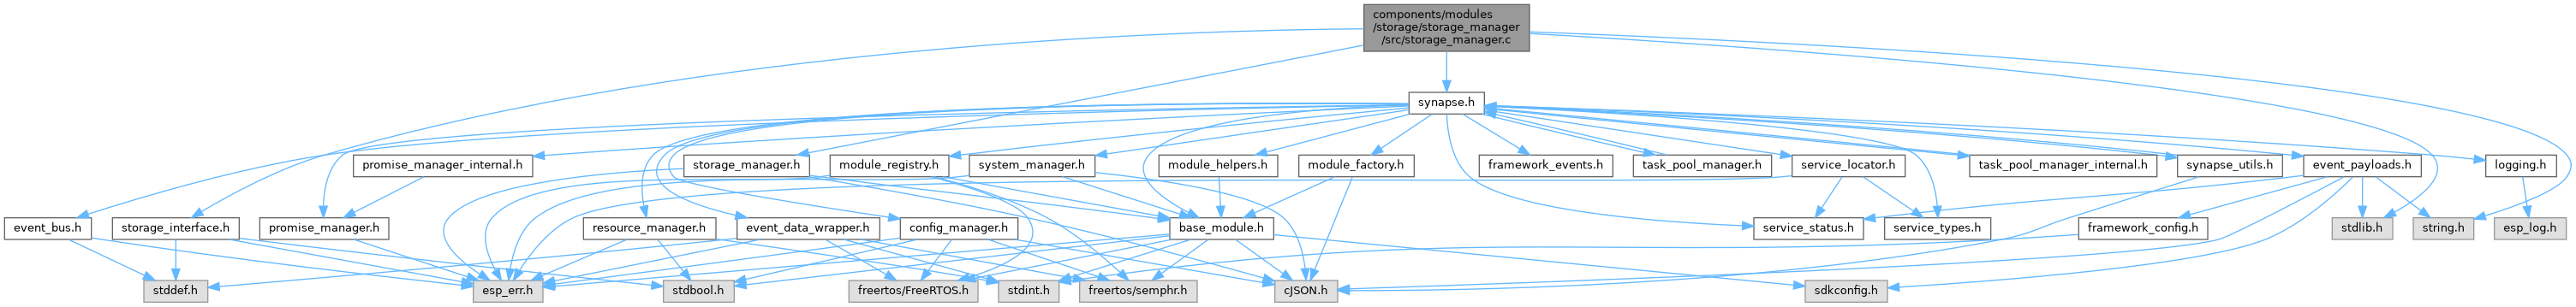 components/modules
/storage/storage_manager
/src/storage_manager.c
synapse.h
promise_manager_internal.h
storage_manager.h
module_registry.h
system_manager.h
module_helpers.h
module_factory.h
framework_events.h
task_pool_manager.h
service_locator.h
task_pool_manager_internal.h
synapse_utils.h
event_payloads.h
logging.h
event_bus.h
storage_interface.h
promise_manager.h
resource_manager.h
event_data_wrapper.h
config_manager.h
base_module.h
service_status.h
service_types.h
framework_config.h
stdlib.h
string.h
esp_log.h
stddef.h
esp_err.h
stdbool.h
freertos/FreeRTOS.h
stdint.h
freertos/semphr.h
cJSON.h
sdkconfig.h